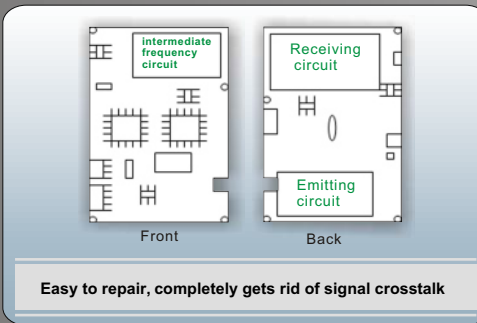 intermediate
frequency
circuit
Receiving
circuit
Emitting
circuit
Front
Back
Easy to repair, completely gets rid of signal crosstalk